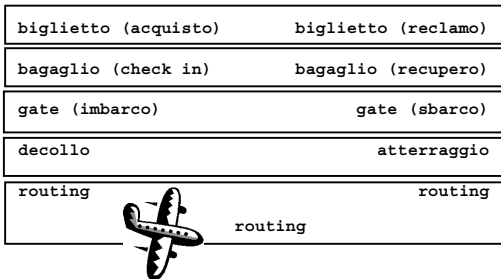 biglietto (acquisto) biglietto (reclamo)
bagaglio (check in) bagaglio (recupero)
gate (imbarco) gate (sbarco)
decollo atterraggio
routing routing
routing